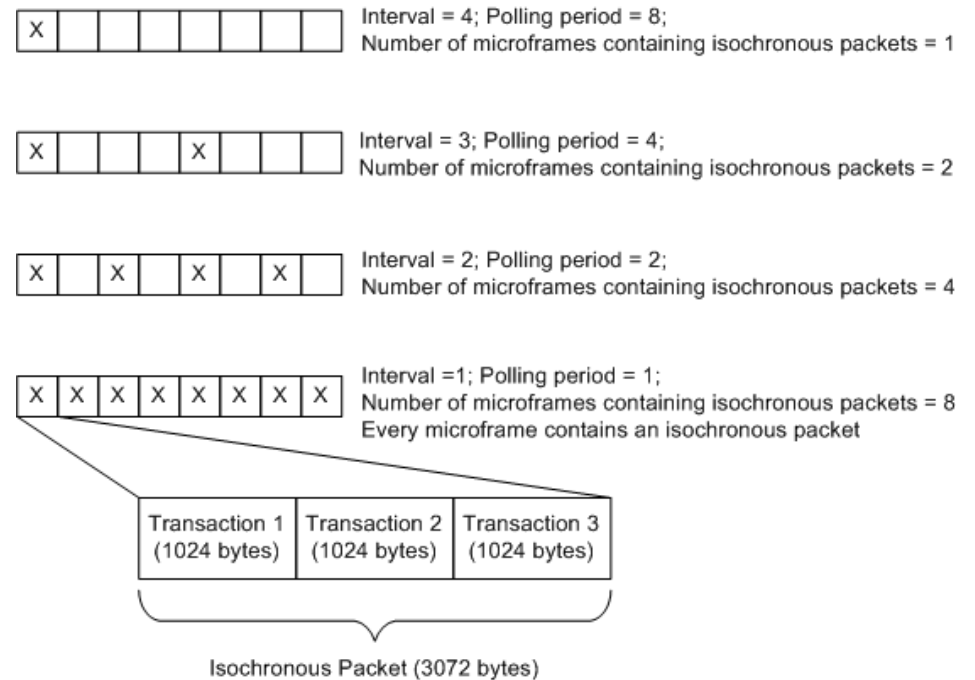 X
Interval = 4; Polling period = 8;
Number of microframes containing isochronous packets = 1
X X
Interval = 3; Polling period = 4;
Number of microframes containing isochronous packets = 2
X X X X
Interval = 2; Polling period = 2;
Number of microframes containing isochronous packets = 4
X X X X X X X X
Interval =1; Polling period = 1;
Number of microframes containing isochronous packets = 8
Every microframe contains an isochronous packet
Transaction 1
(1024 bytes)
Transaction 2
(1024 bytes)
Transaction 3
(1024 bytes)
Isochronous Packet (3072 bytes)